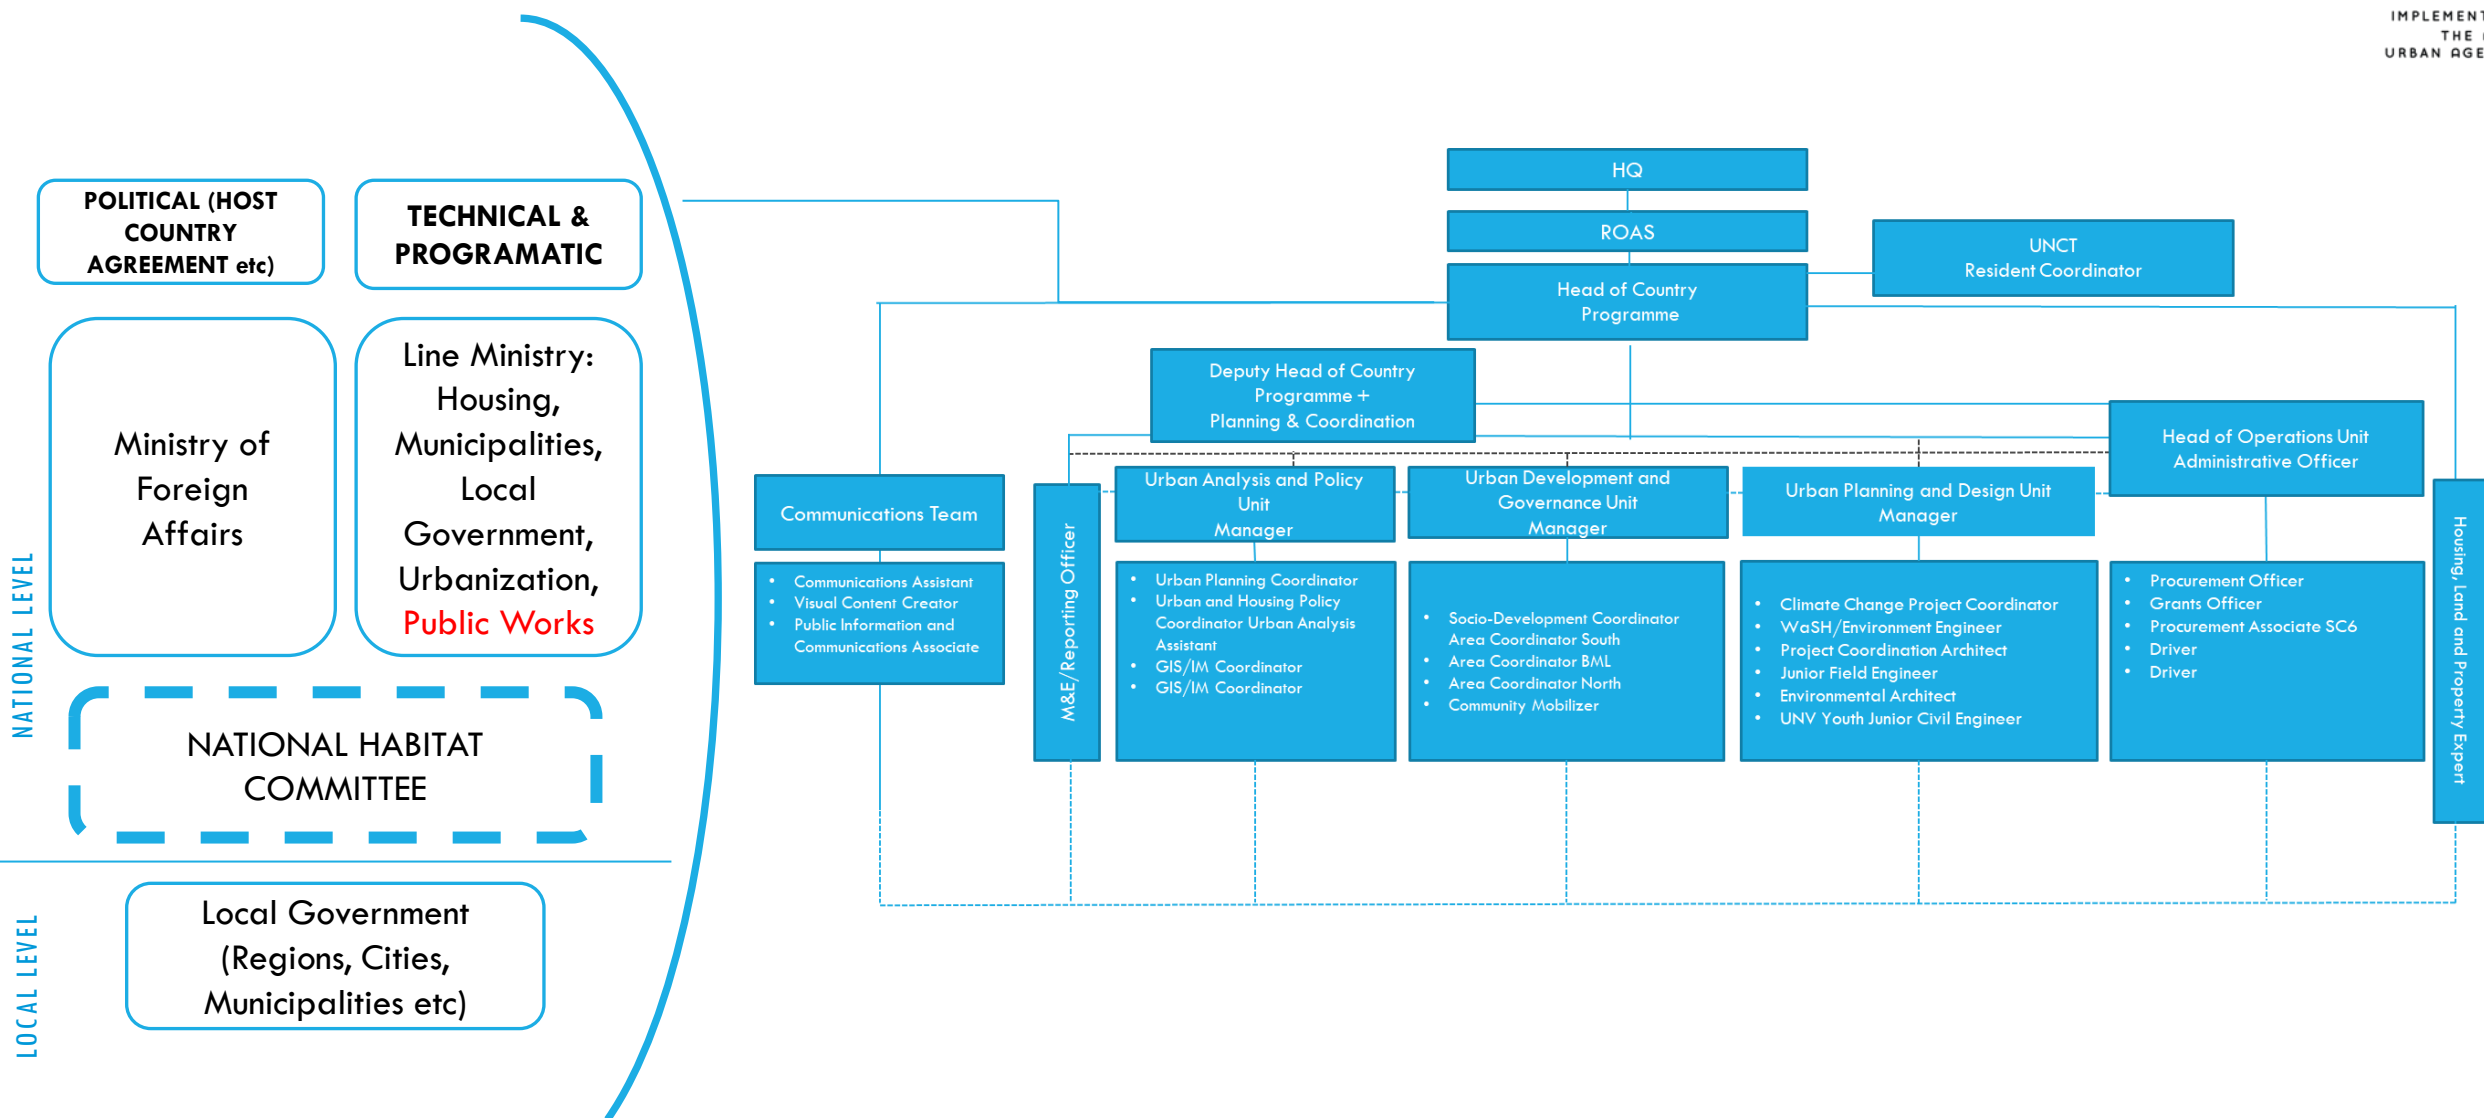 IMPLEMENT
THE
URBAN AGE
POLITICAL (HOST
COUNTRY
AGREEMENT etc)
TECHNICAL &
PROGRAMATIC
Ministry of
Foreign
Affairs
Line Ministry:
Housing,
Municipalities,
Local
Government,
Urbanization,
Public Works
NATIONAL HABITAT
COMMITTEE
NATIONAL LEVEL
Local Government
(Regions, Cities,
Municipalities etc)
LOCAL LEVEL
HQ
ROAS
UNCT
Resident Coordinator
Head of Country
Programme
Deputy Head of Country
Programme +
Planning & Coordination
Head of Operations Unit
Administrative Officer
Communications Team
• Communications Assistant
• Visual Content Creator
• Public Information and
Communications Associate
M&E/Reporting Officer
Urban Analysis and Policy
Unit
Manager
• Urban Planning Coordinator
• Urban and Housing Policy
Coordinator Urban Analysis
Assistant
• GIS/IM Coordinator
• GIS/IM Coordinator
Urban Development and
Governance Unit
Manager
• Socio-Development Coordinator
Area Coordinator South
• Area Coordinator BML
• Area Coordinator North
• Community Mobilizer
Urban Planning and Design Unit
Manager
• Climate Change Project Coordinator
• WaSH/Environment Engineer
• Project Coordination Architect
• Junior Field Engineer
• Environmental Architect
• UNV Youth Junior Civil Engineer
• Procurement Officer
• Grants Officer
• Procurement Associate SC6
• Driver
• Driver
Housing, Land and Property Expert